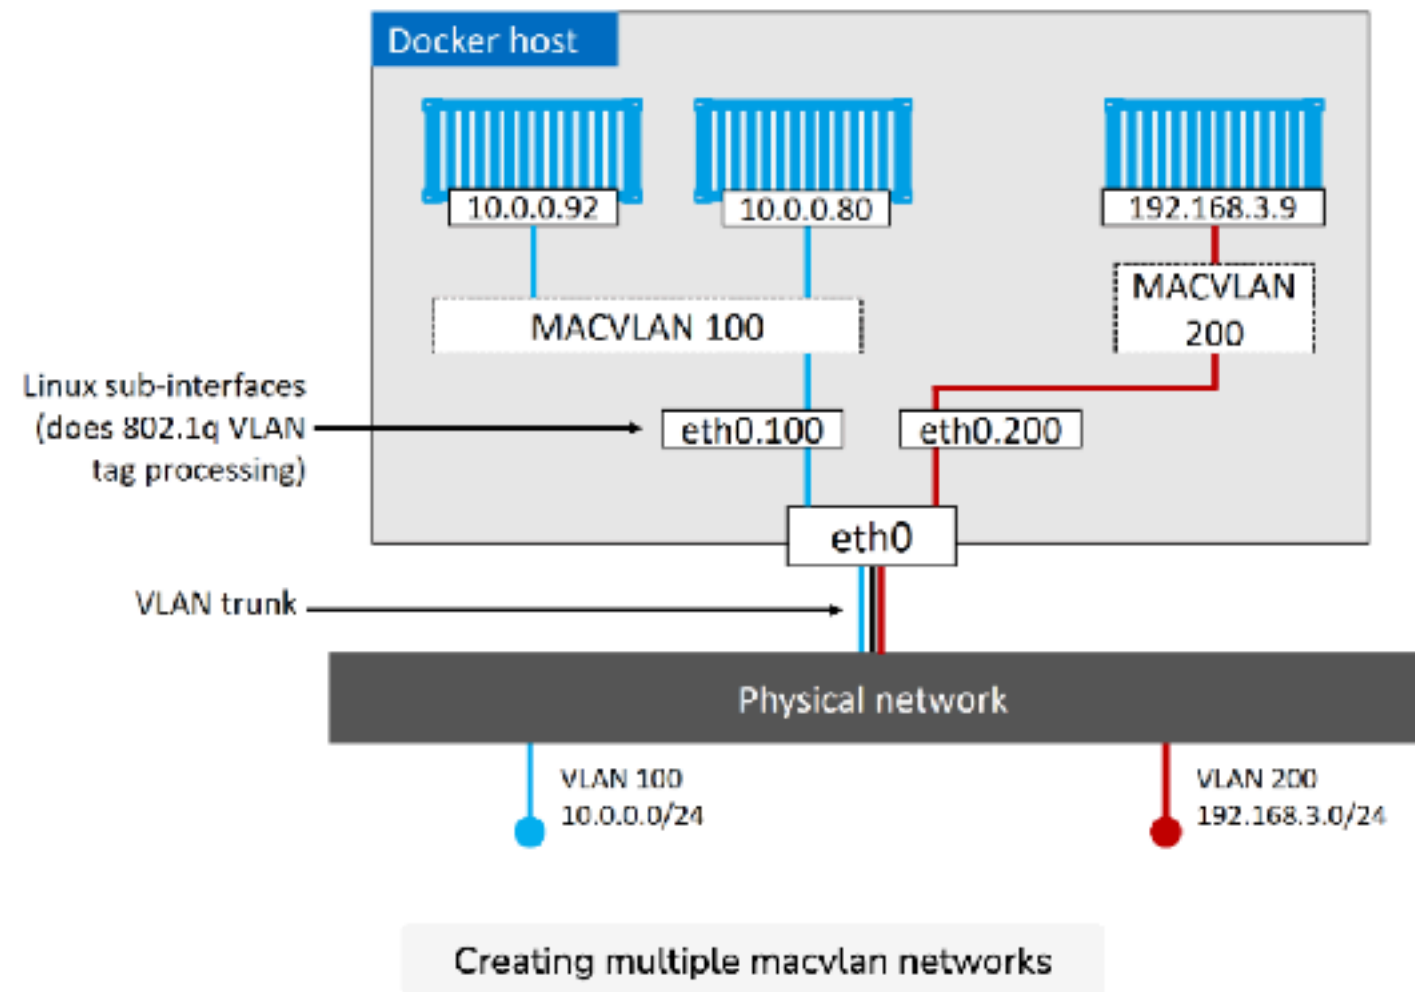 Docker host
10.0.0.92
10.0.0.80
192.168.3.9
MACVLAN 100
MACVLAN
200
Linux sub-interfaces
(does 802.1q VLAN
tag processing)
eth0.100
eth0.200
eth0
VLAN trunk
Physical network
VLAN 100
10.0.0.0/24
VLAN 200
192.168.3.0/24
Creating multiple macvlan networks